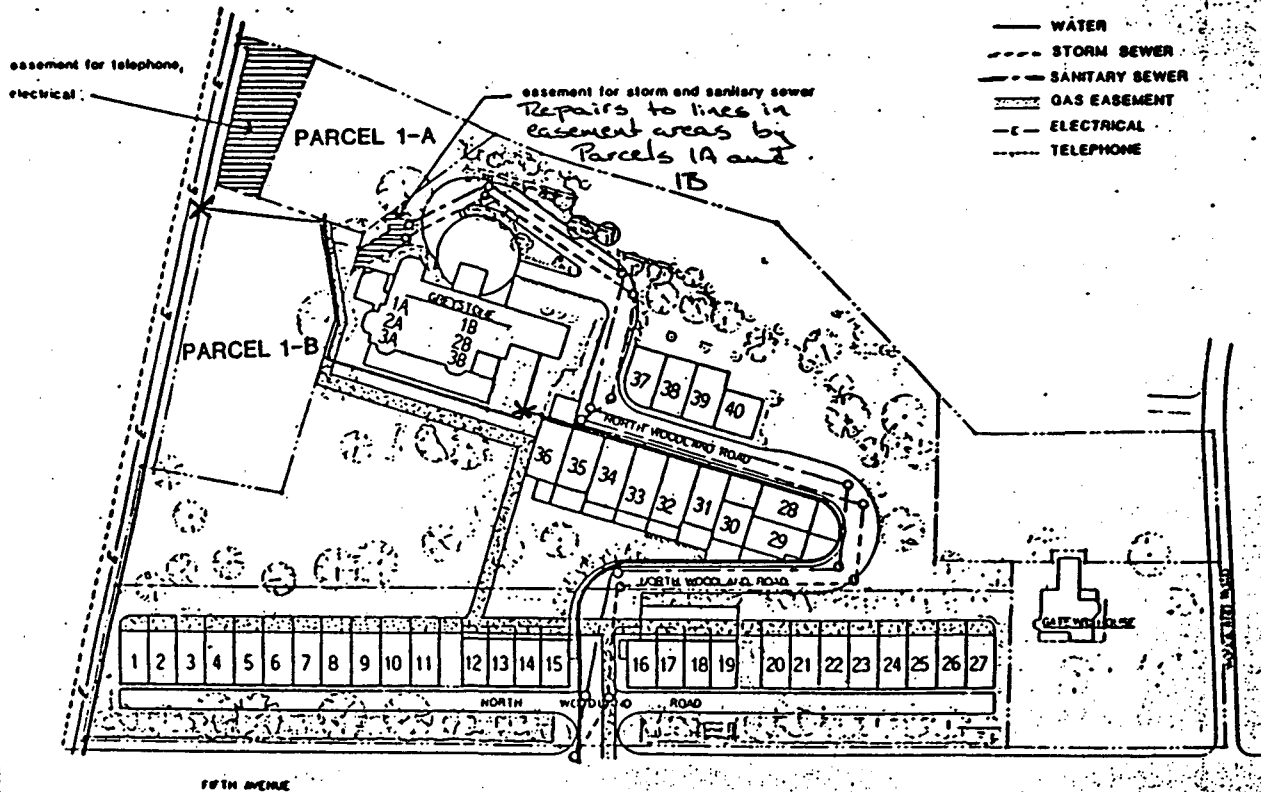 WATER
STORM SEWER
SANITARY SEWER
GAS EASEMENT
E ELECTRICAL
TELEPHONE
easement for telephone,
electrical
easement for storm and sanitary sewer
Repairs to lines in
easement areas by
Parcels 1A and
1B
PARCEL 1-A
PARCEL 1-B
GREYSTONE
1A
2A
3A
1B
2B
3B
37 38 39 40
NORTH WOODLAND ROAD
36 35 34 33 32 31 30 28
29
NORTH WOODLAND ROAD
GATEWAY HOUSE
1 2 3 4 5 6 7 8 9 10 11 12 13 14 15 16 17 18 19 20 21 22 23 24 25 26 27
NORTH WOODLAND ROAD
FIFTH AVENUE